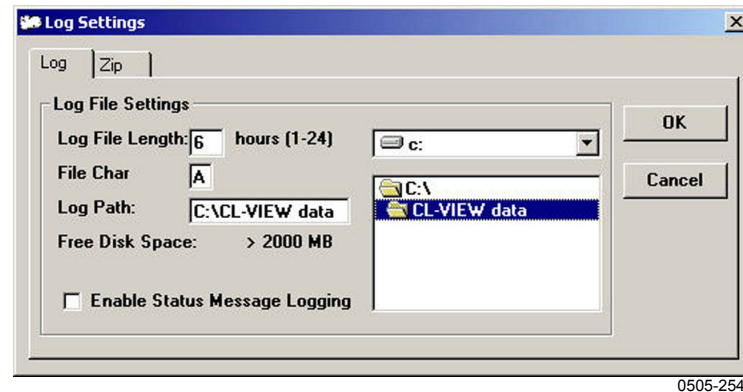 Log Settings
Log
Zip
Log File Settings
Log File Length: 6 hours (1-24)
c:
OK
File Char A
C:\
Cancel
Log Path: C:\CL-VIEW data
CL-VIEW data
Free Disk Space: > 2000 MB
Enable Status Message Logging
0505-254